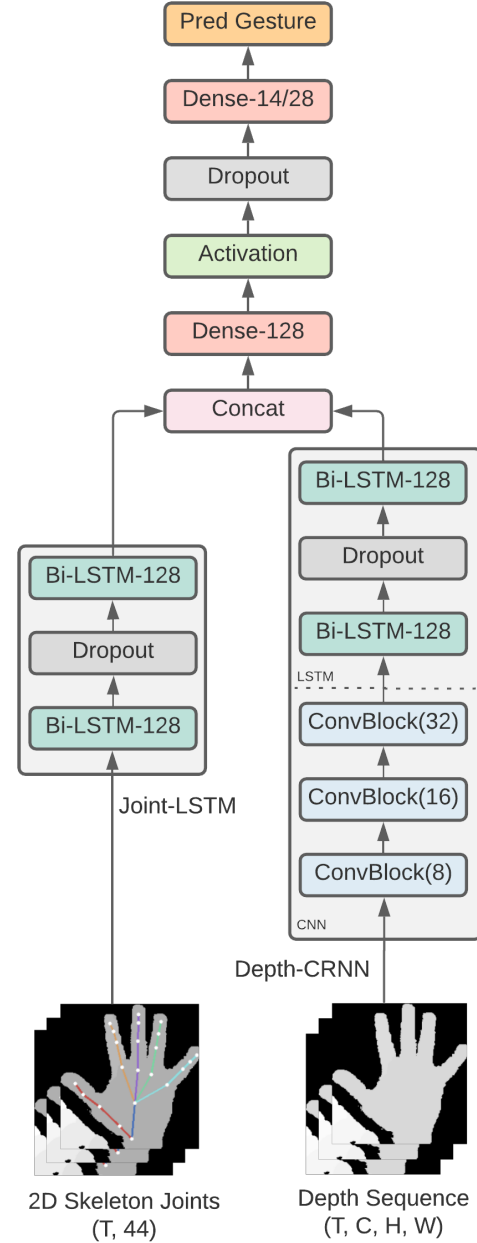 Pred Gesture
Dense-14/28
Dropout
Activation
Dense-128
Concat
Bi-LSTM-128
Dropout
Bi-LSTM-128
Joint-LSTM
Bi-LSTM-128
Dropout
Bi-LSTM-128
LSTM
ConvBlock(32)
ConvBlock(16)
ConvBlock(8)
CNN
Depth-CRNN
2D Skeleton Joints
(T, 44)
Depth Sequence
(T, C, H, W)